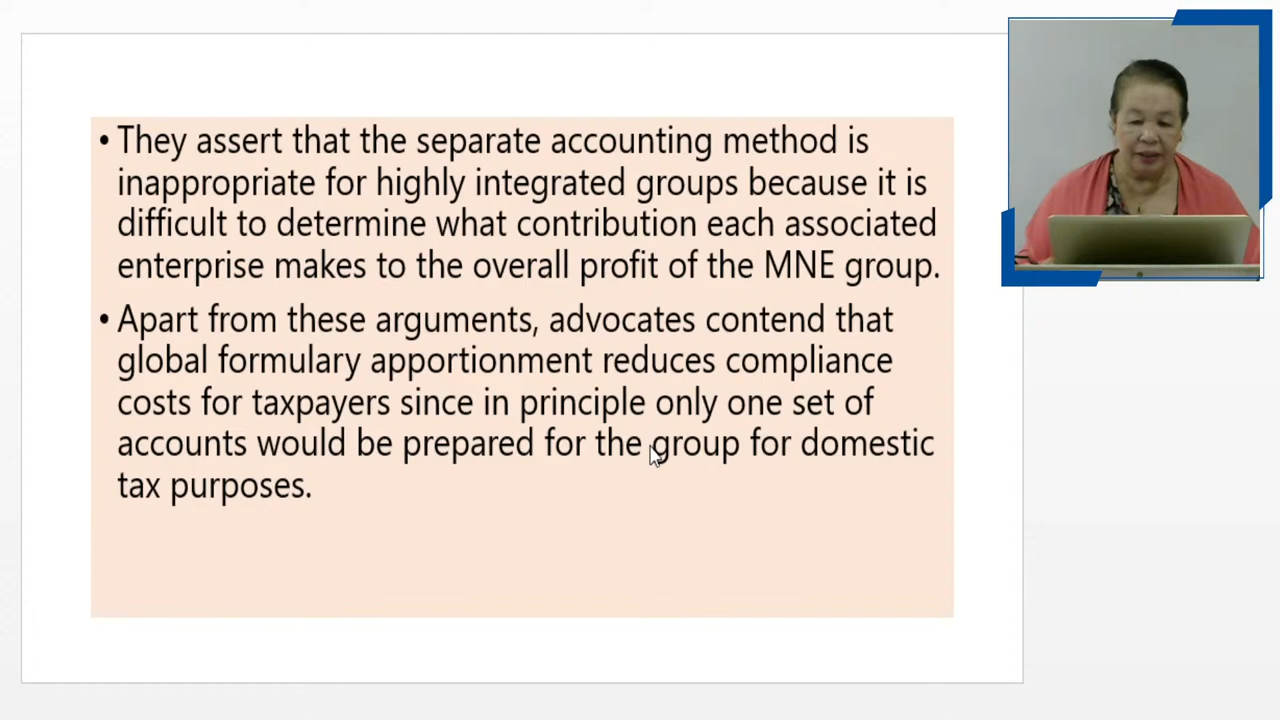 • They assert that the separate accounting method is
inappropriate for highly integrated groups because it is
difficult to determine what contribution each associated
enterprise makes to the overall profit of the MNE group.
• Apart from these arguments, advocates contend that
global formulary apportionment reduces compliance
costs for taxpayers since in principle only one set of
accounts would be prepared for the group for domestic
tax purposes.